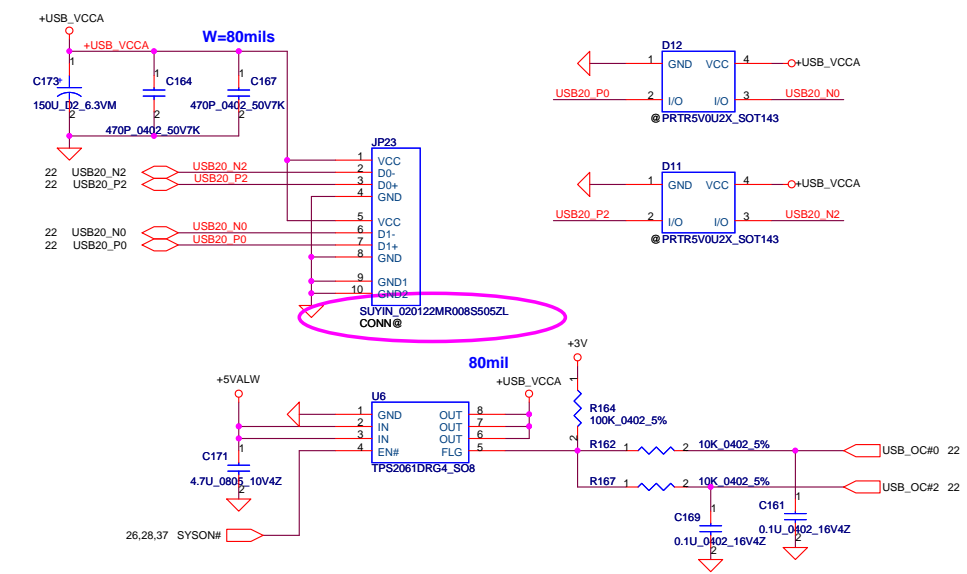 +USB_VCCA
+USB_VCCA
W=80mils
1
C173
+
150U_D2_6.3VM
2
1
C164
470P_0402_50V7K
2
1
C167
470P_0402_50V7K
2
JP23
1 VCC
2 D0-
3 D0+
4 GND
5 VCC
6 D1-
7 D1+
8 GND
9 GND1
10 GND2
SUYIN_020122MR008S505ZL
CONN@
22 USB20_N2 USB20_N2
22 USB20_P2 USB20_P2
22 USB20_N0 USB20_N0
22 USB20_P0 USB20_P0
D12
1 GND VCC 4 +USB_VCCA
USB20_P0 2 I/O I/O 3 USB20_N0
@PRTR5V0U2X_SOT143
D11
1 GND VCC 4 +USB_VCCA
USB20_P2 2 I/O I/O 3 USB20_N2
@PRTR5V0U2X_SOT143
80mil
+5VALW
+USB_VCCA
+3V
U6
1 GND OUT 8
2 IN OUT 7
3 IN OUT 6
4 EN# FLG 5
TPS2061DRG4_SO8
1
C171
4.7U_0805_10V4Z
2
26,28,37 SYSON#
1
R164
100K_0402_5%
2
R162 1 2 10K_0402_5%
USB_OC#0 22
R167 1 2 10K_0402_5%
USB_OC#2 22
1
C169
0.1U_0402_16V4Z
2
C161
1
0.1U_0402_16V4Z
2